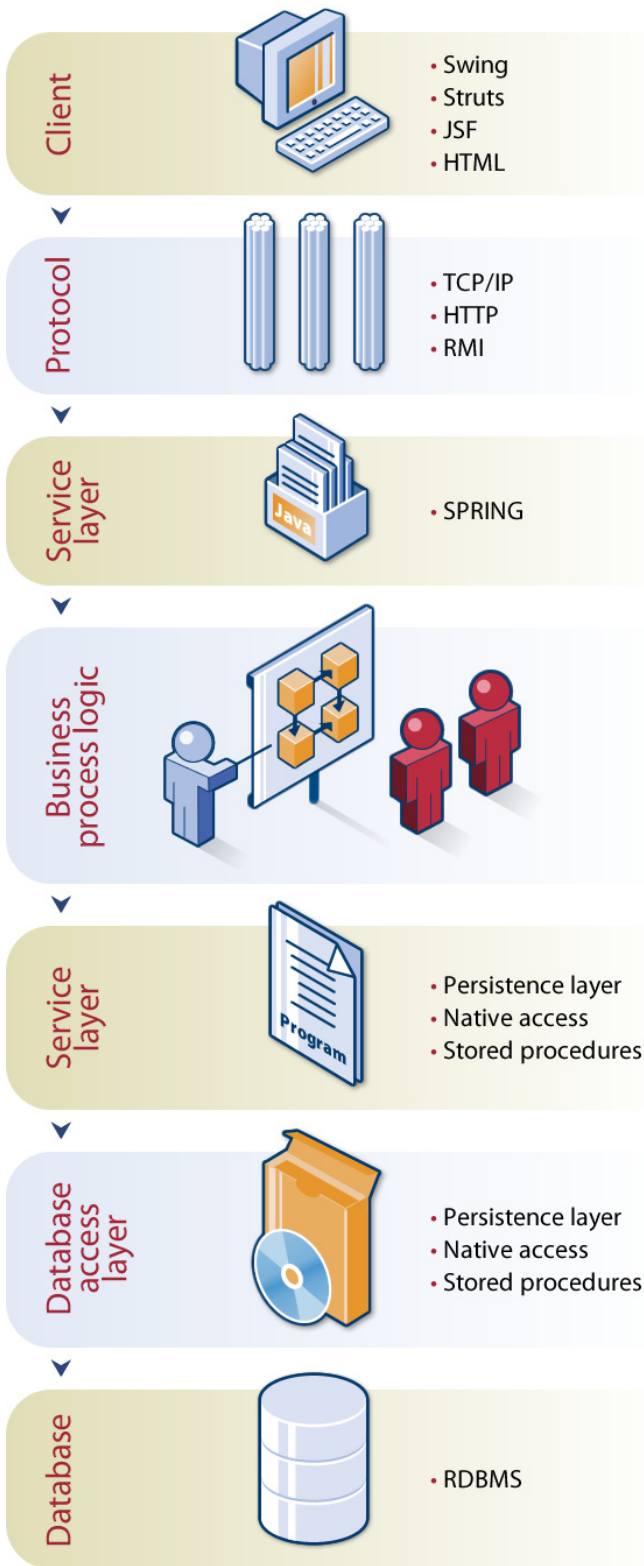 Client
• Swing
• Struts
• JSF
• HTML
Protocol
• TCP/IP
• HTTP
• RMI
Service
layer
Java
• SPRING
Business
process logic
Service
layer
Program
• Persistence layer
• Native access
• Stored procedures
Database
access
layer
• Persistence layer
• Native access
• Stored procedures
Database
• RDBMS